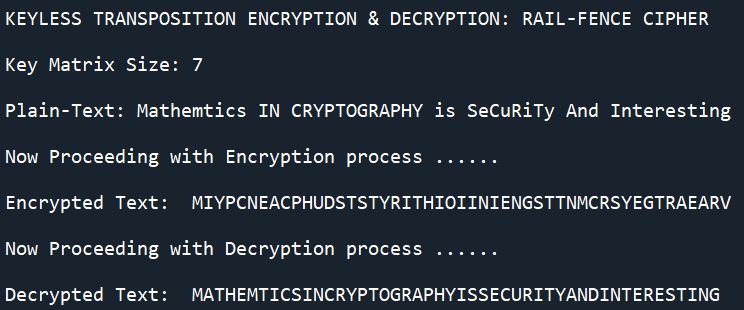 KEYLESS TRANSPOSITION ENCRYPTION & DECRYPTION: RAIL-FENCE CIPHER
Key Matrix Size: 7
Plain-Text: Mathemtics IN CRYPTOGRAPHY is SeCuRiTy And Interesting
Now Proceeding with Encryption process ......
Encrypted Text:  MIYPCNEACPHUDSTSTYRITHIOIINIENGSTTNMCRSYEGTRAEARV
Now Proceeding with Decryption process ......
Decrypted Text:  MATHEMTICSINCRYPTOGRAPHYISSECURITYANDINTERESTING